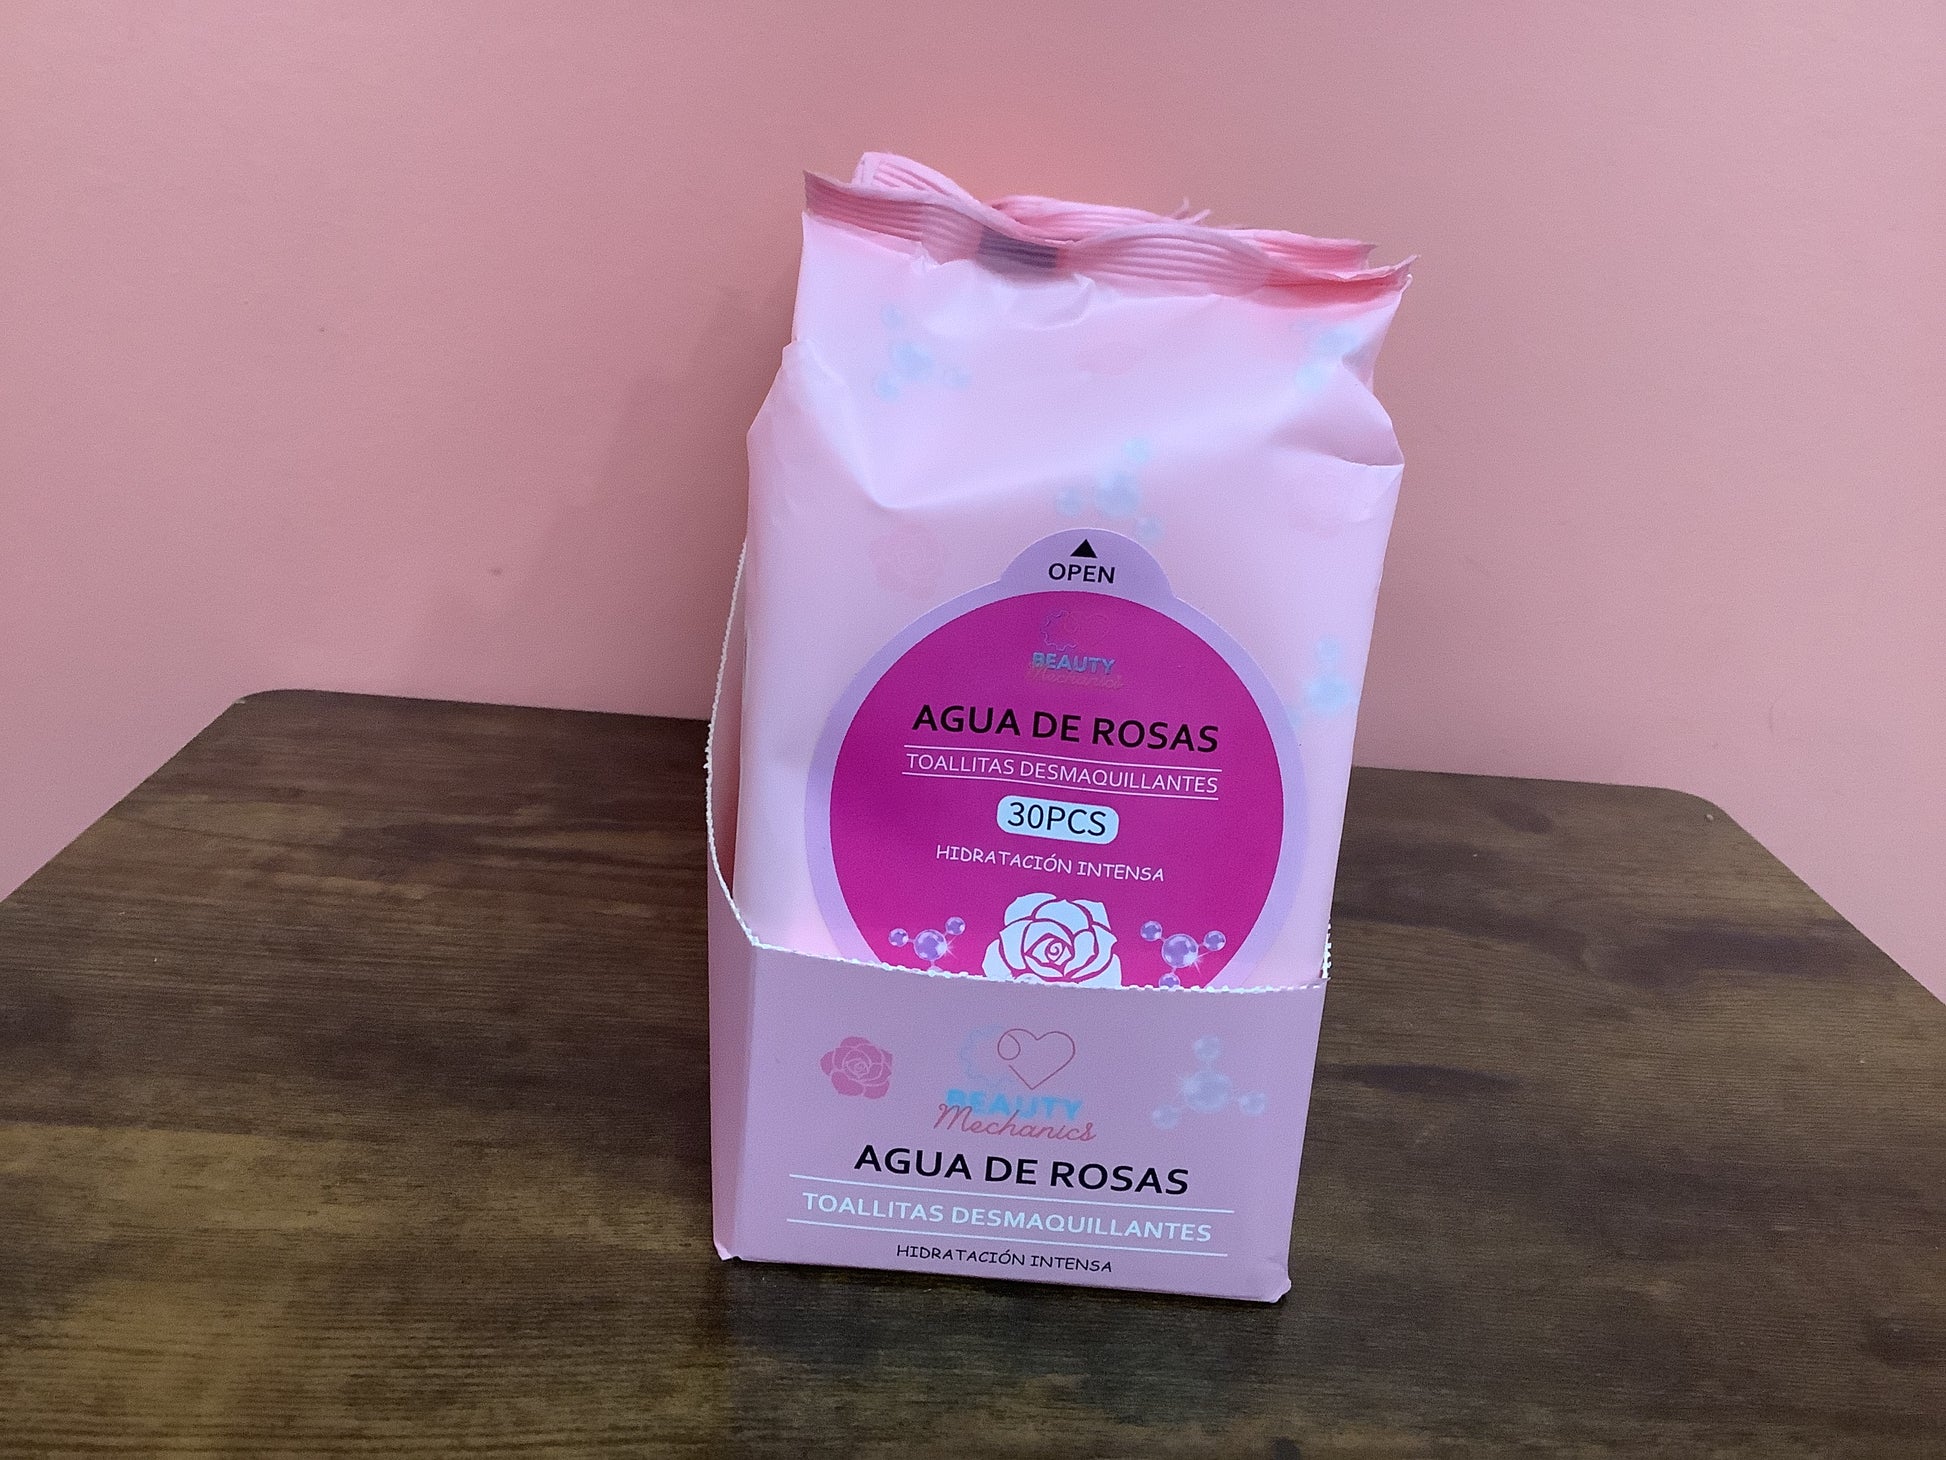 OPEN
BEAUTY
Mechanics
AGUA DE ROSAS
TOALLITAS DESMAQUILLANTES
30PCS
HIDRATACIÓN INTENSA
BEAUTY
Mechanics
AGUA DE ROSAS
TOALLITAS DESMAQUILLANTES
HIDRATACIÓN INTENSA